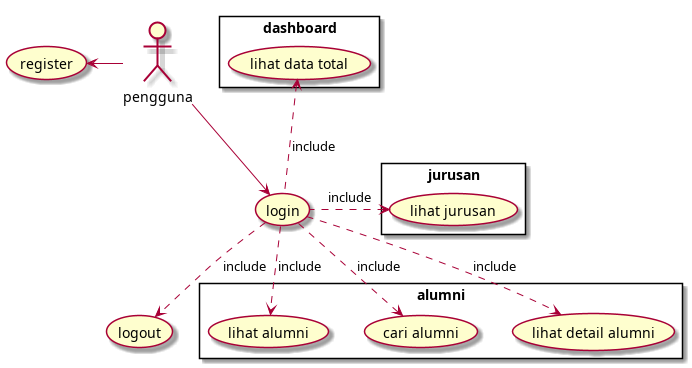 dashboard
register
lihat data total
pengguna
include
jurusan
include
login
lihat jurusan
include
include
include
include
alumni
logout
lihat alumni
cari alumni
lihat detail alumni